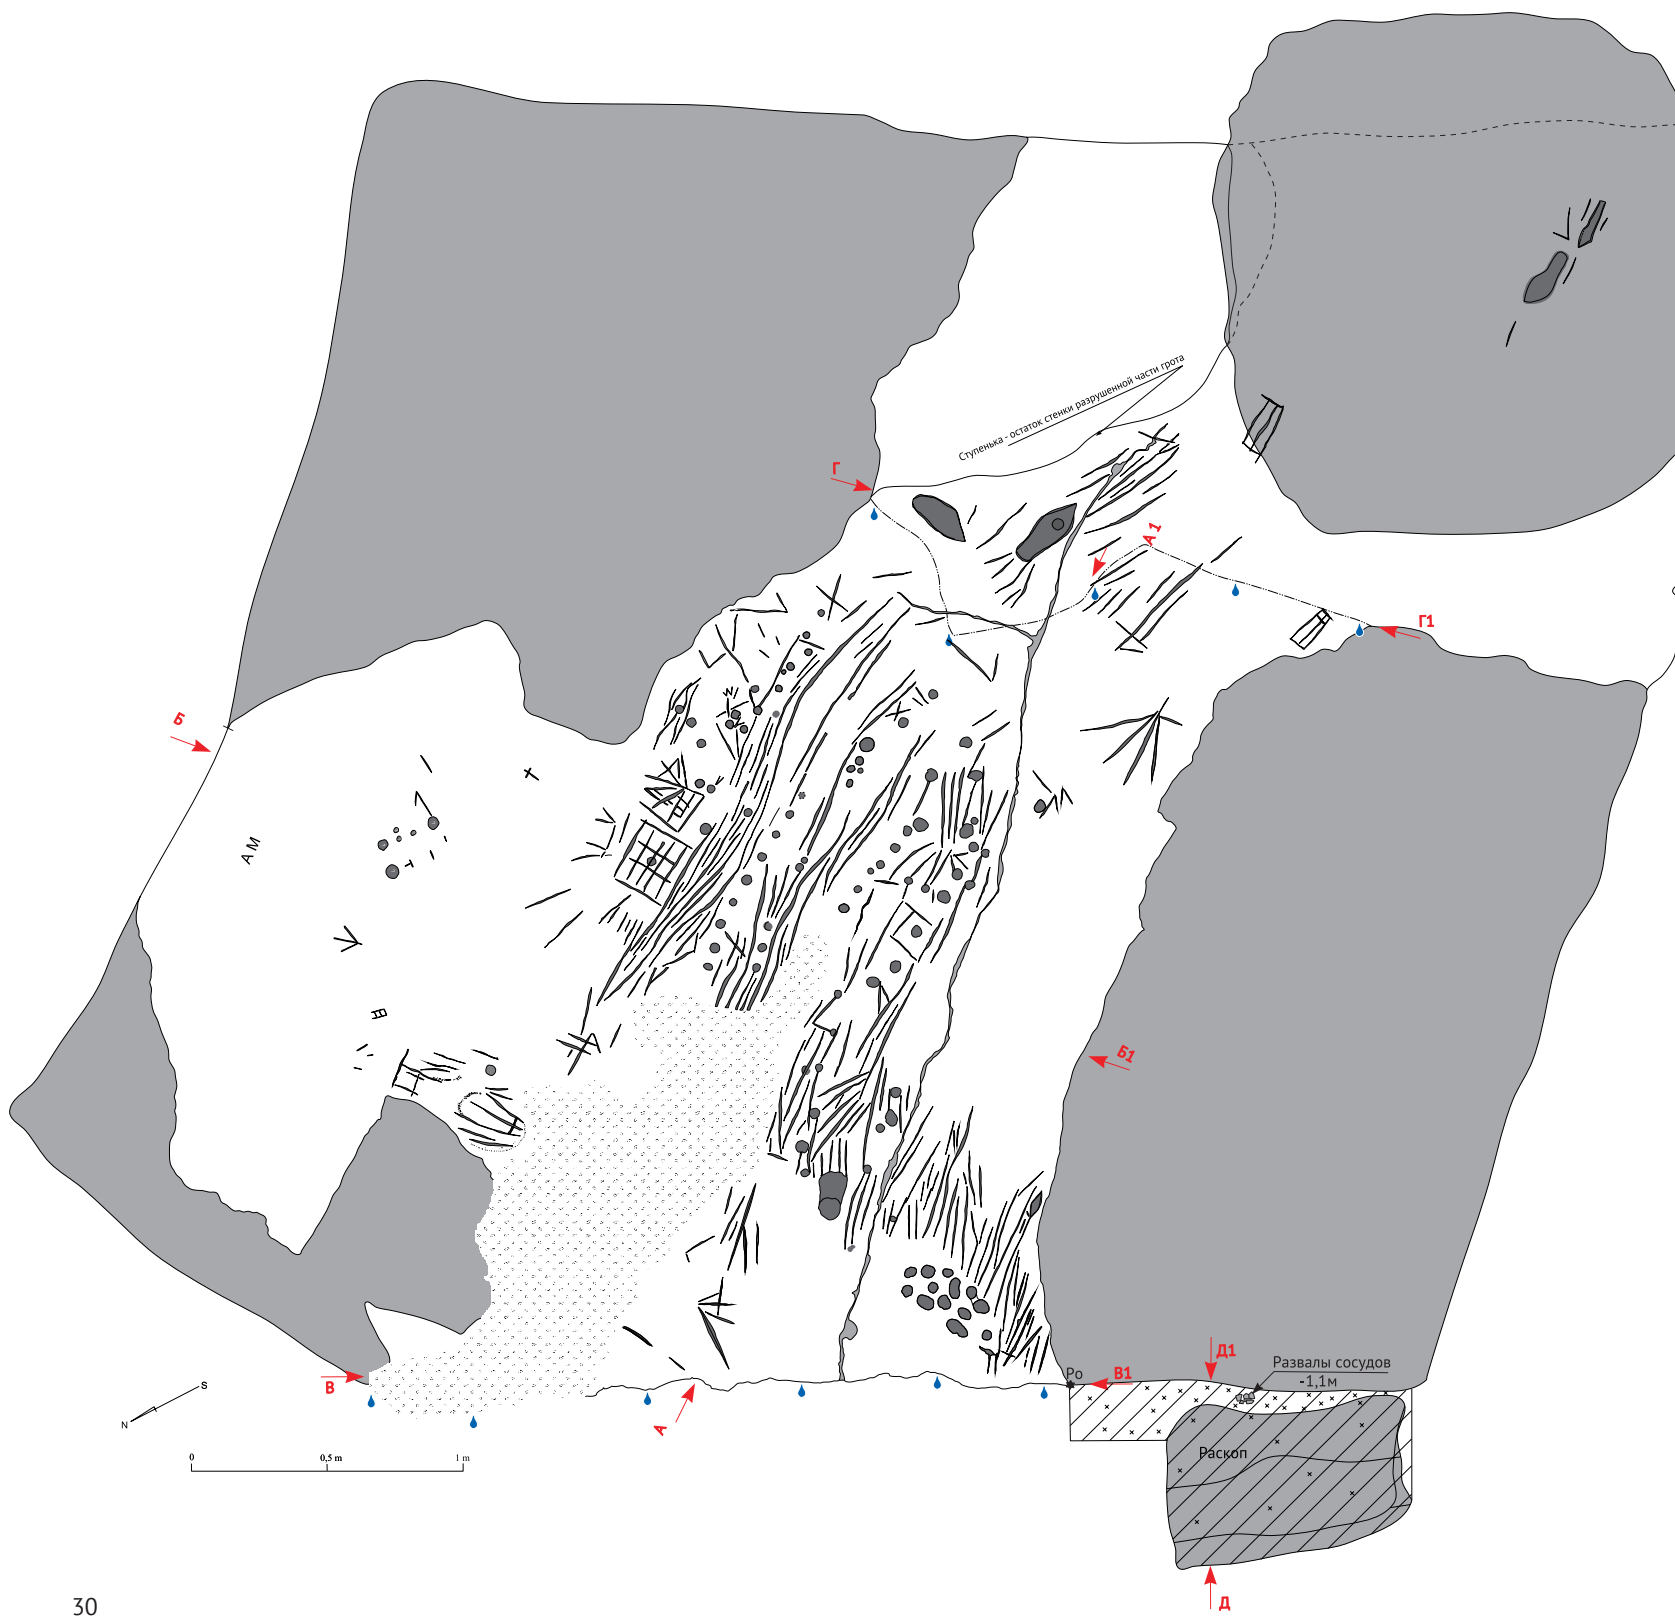 Ступенька - остаток стенки разрушенной части грота
Г
А 1
Г1
Б
А М
Б1
Ро
В1
Д1
Развалы сосудов
-1,1м
В
А
S
N
0
0,5 m
1 m
Раскоп
Д
30